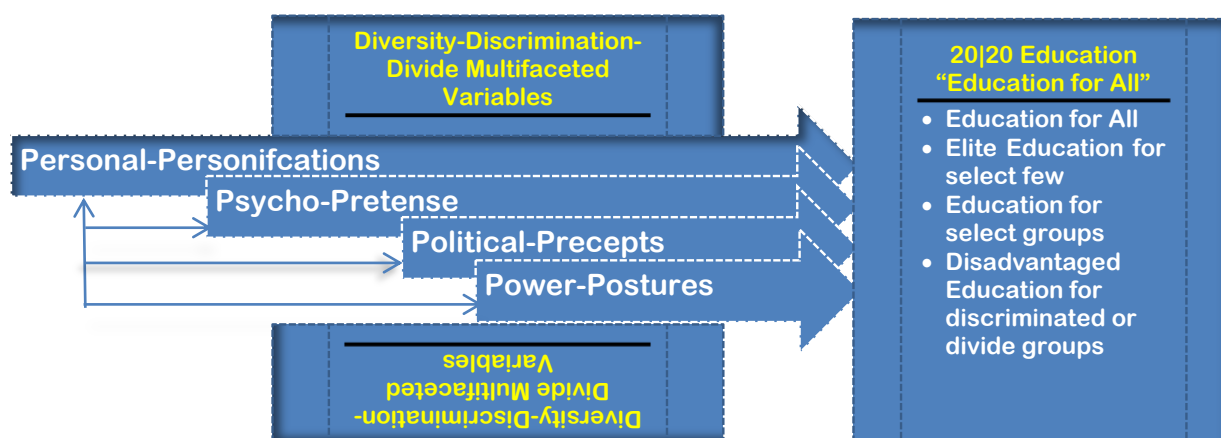 Diversity-Discrimination-
Divide Multifaceted
Variables
Personal-Personifcations
Psycho-Pretense
Political-Precepts
Power-Postures
Diversity-Discrimination-
Divide Multifaceted
Variables
20|20 Education
“Education for All”
• Education for All
• Elite Education for
select few
• Education for
select groups
• Disadvantaged
Education for
discriminated or
divide groups